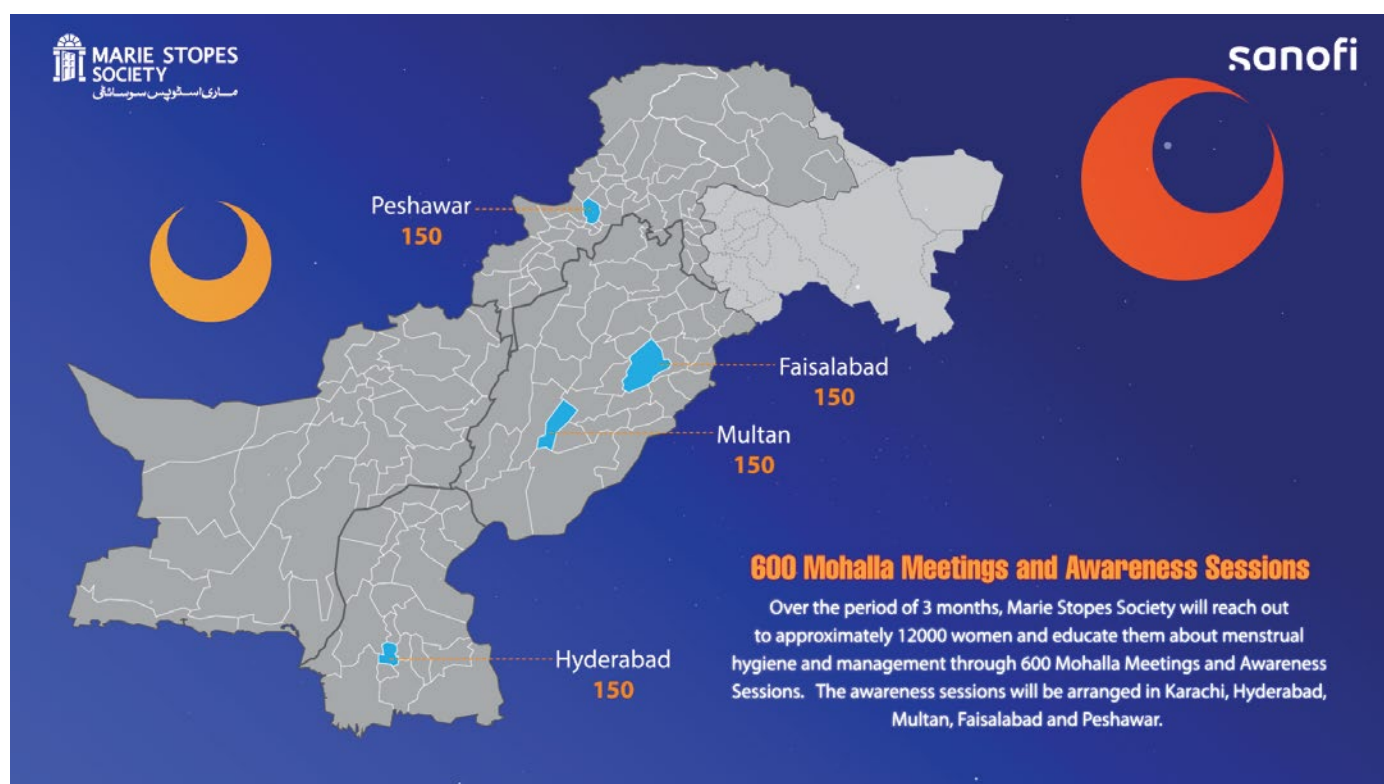 MARIE STOPES
SOCIETY
ماری اسٹوپس سوسائٹی
sanofi
Peshawar
150
Faisalabad
150
Multan
150
Hyderabad
150
600 Mohalla Meetings and Awareness Sessions
Over the period of 3 months, Marie Stopes Society will reach out
to approximately 12000 women and educate them about menstrual
hygiene and management through 600 Mohalla Meetings and Awareness
Sessions. The awareness sessions will be arranged in Karachi, Hyderabad,
Multan, Faisalabad and Peshawar.